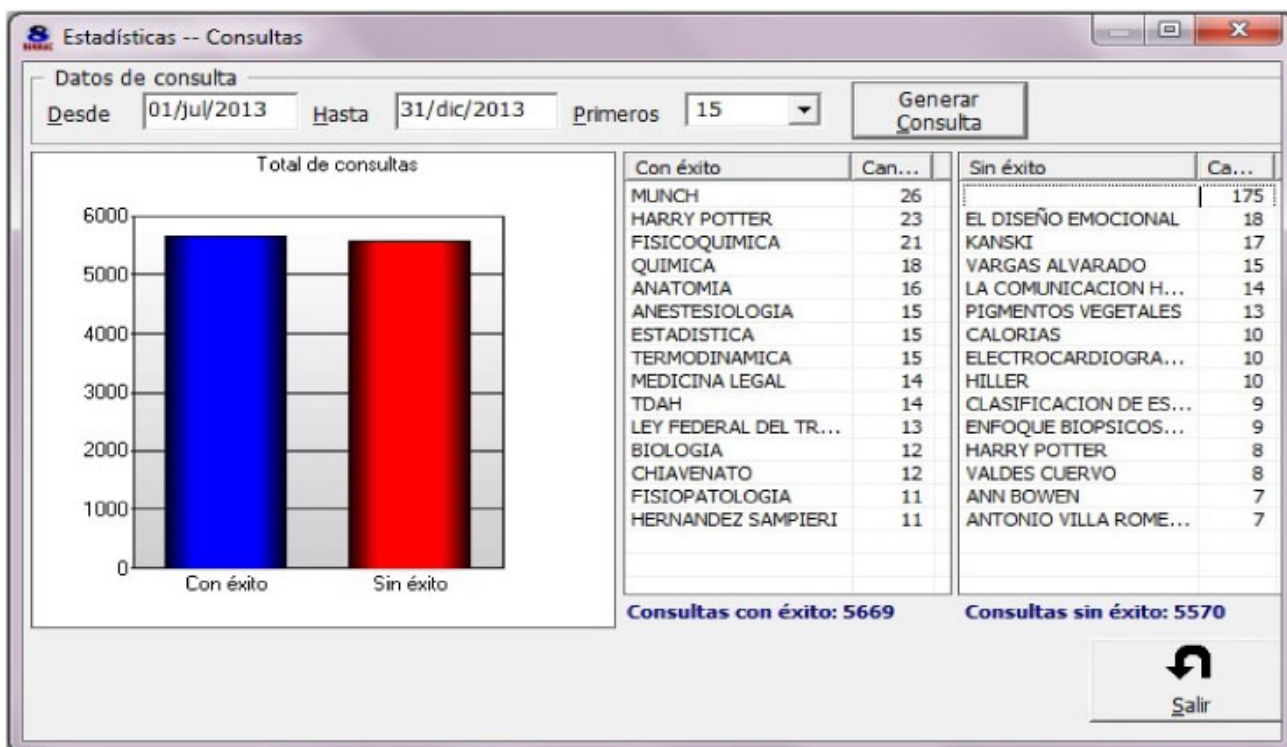 Estadísticas -- Consultas
Datos de consulta
Desde 01/jul/2013 Hasta 31/dic/2013 Primeros 15 Generar Consulta
Total de consultas
6000
5000
4000
3000
2000
1000
0
Con éxito Sin éxito
Con éxito Can...
MUNCH 26
HARRY POTTER 23
FISICOQUIMICA 21
QUIMICA 18
ANATOMIA 16
ANESTESIOLOGIA 15
ESTADISTICA 15
TERMODINAMICA 15
MEDICINA LEGAL 14
TDAH 14
LEY FEDERAL DEL TR... 13
BIOLOGIA 12
CHIAVENATO 12
FISIOPATOLOGIA 11
HERNANDEZ SAMPIERI 11
Consultas con éxito: 5669
Sin éxito Ca...
175
EL DISEÑO EMOCIONAL 18
KANSKI 17
VARGAS ALVARADO 15
LA COMUNICACION H... 14
PIGMENTOS VEGETALES 13
CALORIAS 10
ELECTROCARDIOGRA... 10
HILLER 10
CLASIFICACION DE ES... 9
ENFOQUE BIOPSICOS... 9
HARRY POTTER 8
VALDES CUERVO 8
ANN BOWEN 7
ANTONIO VILLA ROME... 7
Consultas sin éxito: 5570
Salir